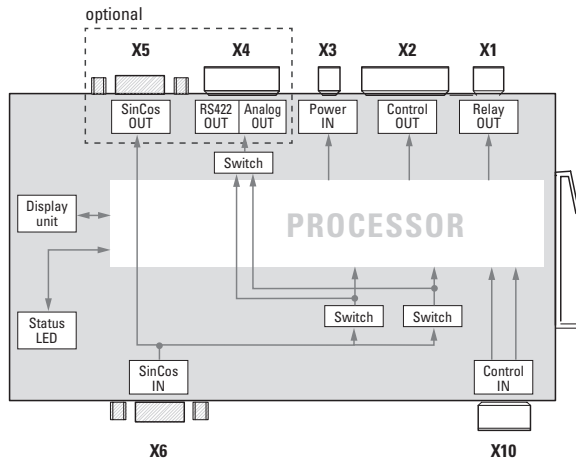 optional
X5 X4 X3 X2 X1
SinCos OUT
RS422 OUT
Analog OUT
Power IN
Control OUT
Relay OUT
Switch
Display unit
PROCESSOR
Status LED
Switch
Switch
SinCos IN
Control IN
X6 X10